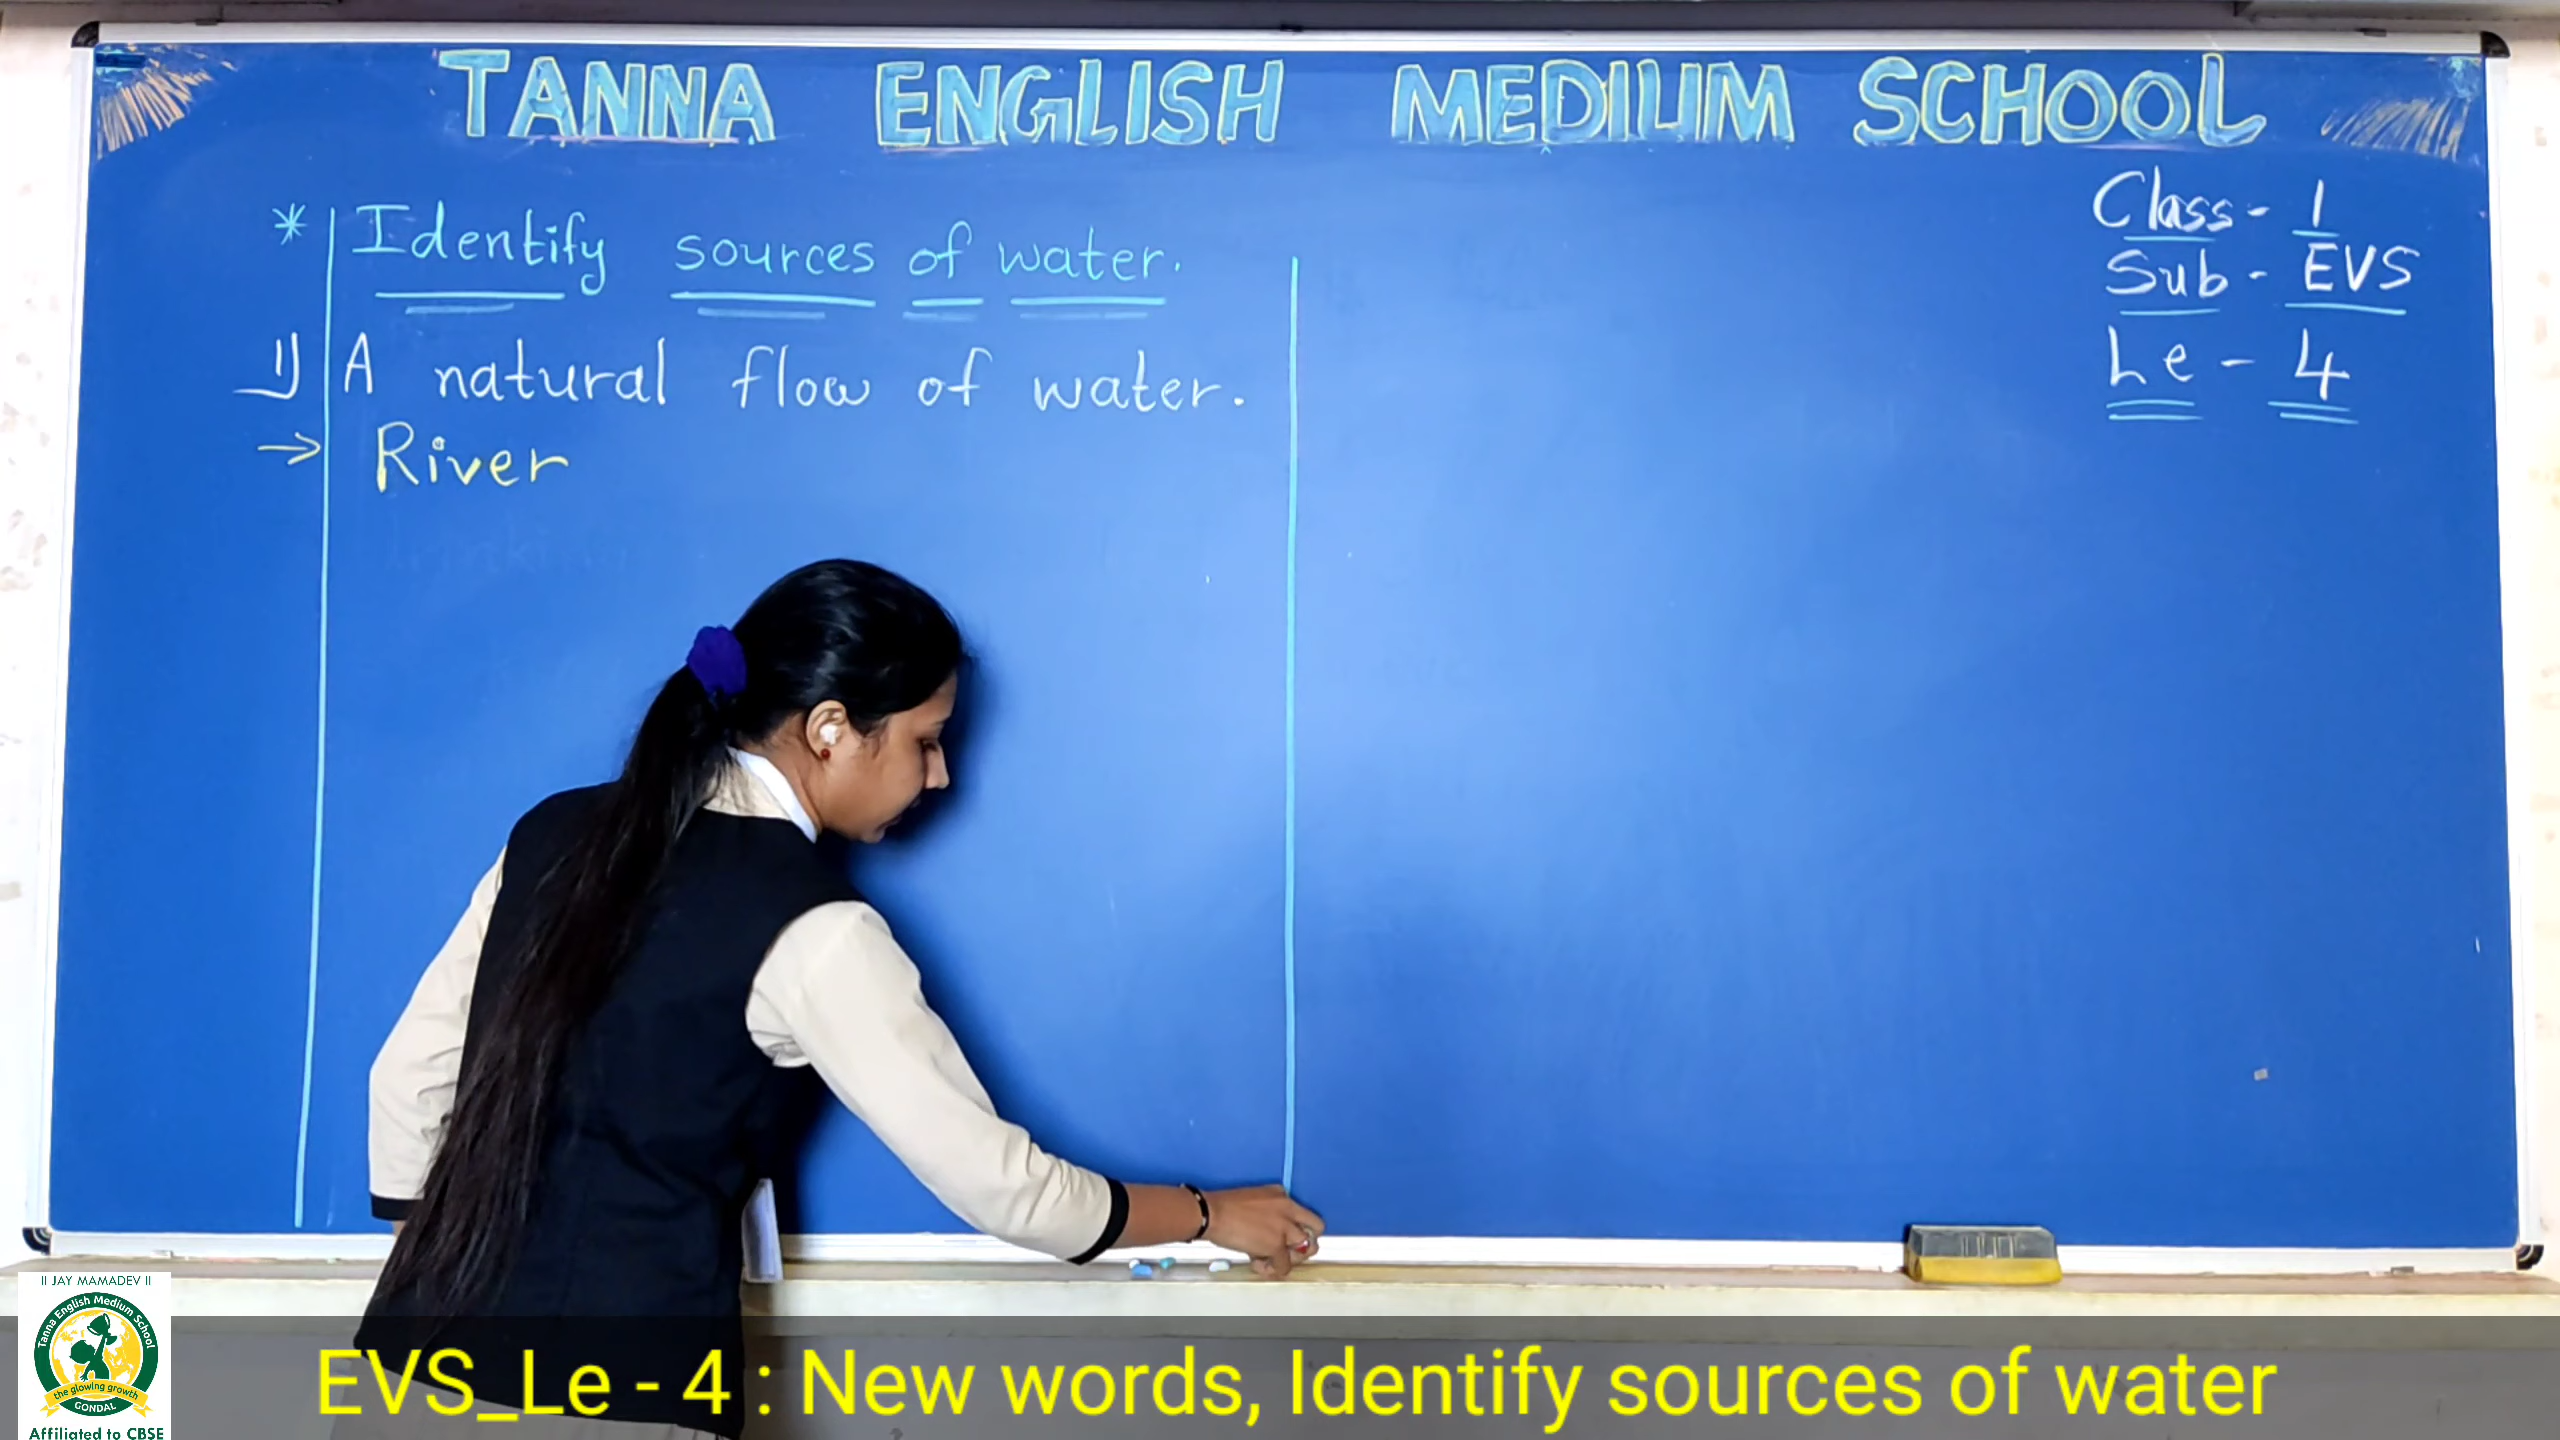 TANNA ENGLISH MEDIUM SCHOOL
Class - 1
Sub - EVS
Le - 4
* Identify sources of water.
1) A natural flow of water.
→ River
II JAY MAMADEV II
Tanna English Medium School
the glowing growth
GONDAL
Affiliated to CBSE
EVS_Le - 4 : New words, Identify sources of water